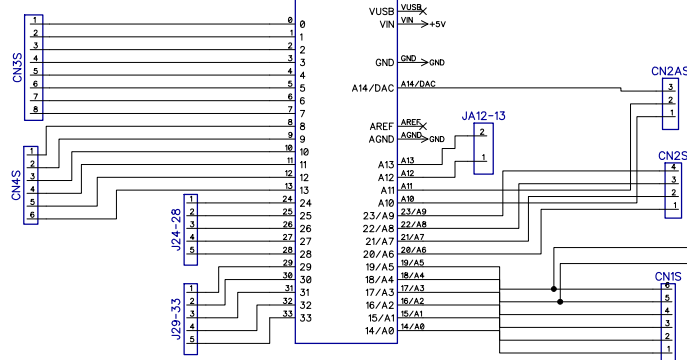 VUSB VUSB
VIN VIN +5V
GND GND GND
A14/DAC A14/DAC
AREF AREF
AGND AGND GND
A13 A13
A12 A12
A11 A11
A10 A10
23/A9 23/A9
22/A8 22/A8
21/A7 21/A7
20/A6 20/A6
19/A5 19/A5
18/A4 18/A4
17/A3 17/A3
16/A2 16/A2
15/A1 15/A1
14/A0 14/A0
0 0
1 1
2 2
3 3
4 4
5 5
6 6
7 7
8 8
9 9
10 10
11 11
12 12
13 13
24 24
25 25
26 26
27 27
28 28
29 29
30 30
31 31
32 32
33 33
CN3S
1
2
3
4
5
6
7
8
CN4S
1
2
3
4
5
6
J24-28
1
2
3
4
5
J29-33
1
2
3
4
5
JA12-13
2
1
CN2AS
3
2
1
CN2S
4
3
2
1
CN1S
6
5
4
3
2
1